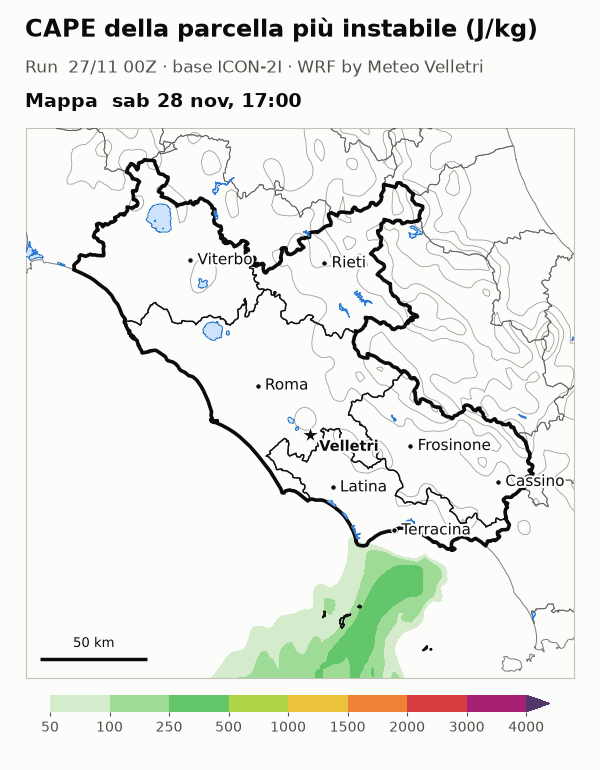 CAPE della parcella più instabile (J/kg)
Run  27/11 00Z · base ICON-2I · WRF by Meteo Velletri
Mappa  sab 28 nov, 17:00
Viterbo
Rieti
Roma
Velletri
Frosinone
Latina
Cassino
Terracina
50 km
50 100 250 500 1000 1500 2000 3000 4000